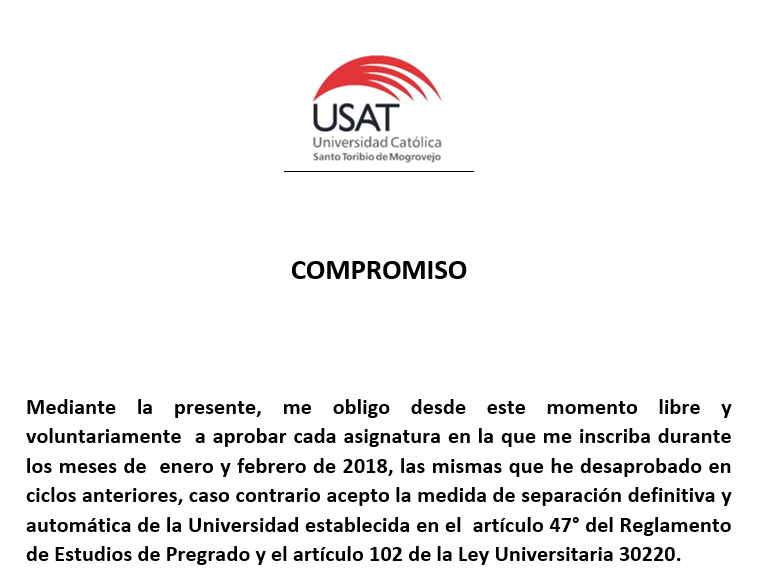 USAT
Universidad Católica
Santo Toribio de Mogrovejo
COMPROMISO
Mediante la presente, me obligo desde este momento libre y
voluntariamente a aprobar cada asignatura en la que me inscriba durante
los meses de enero y febrero de 2018, las mismas que he desaprobado en
ciclos anteriores, caso contrario acepto la medida de separación definitiva y
automática de la Universidad establecida en el artículo 47° del Reglamento
de Estudios de Pregrado y el artículo 102 de la Ley Universitaria 30220.